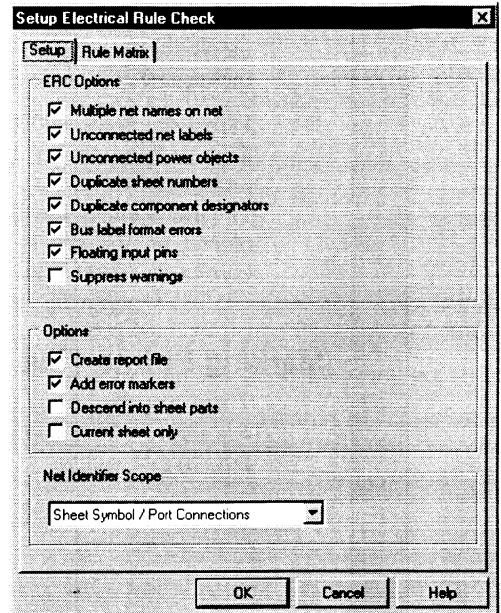 Setup Electrical Rule Check
Setup Rule Matrix
ERC Options
Multiple net names on net
Unconnected net labels
Unconnected power objects
Duplicate sheet numbers
Duplicate component designators
Bus label format errors
Floating input pins
Suppress warnings
Options
Create report file
Add error markers
Descend into sheet parts
Current sheet only
Net Identifier Scope
Sheet Symbol / Port Connections
OK Cancel Help